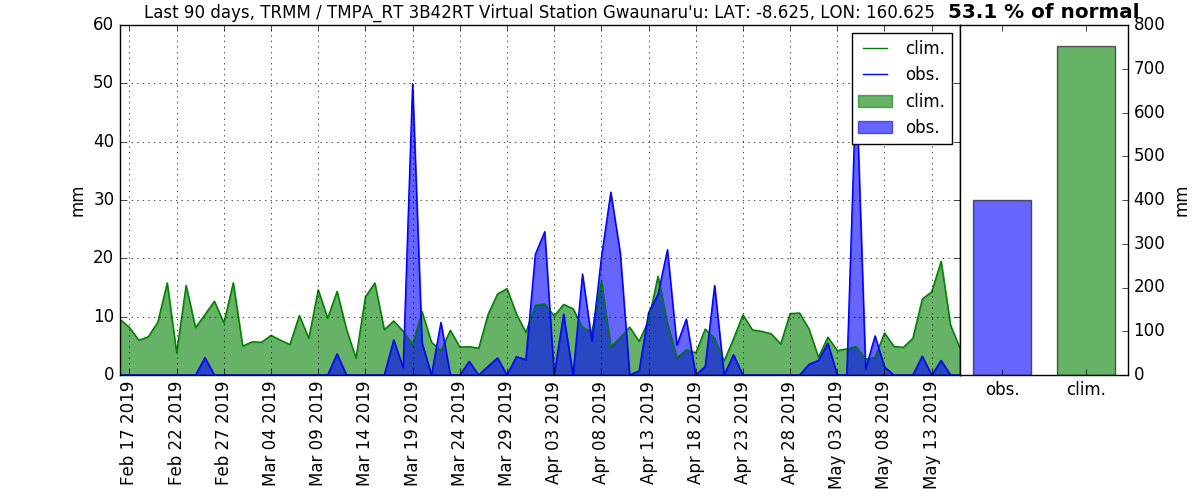 Last 90 days, TRMM / TMPA_RT 3B42RT Virtual Station Gwaunaru'u: LAT: -8.625, LON: 160.625 53.1 % of normal
clim.
obs.
clim.
obs.
60
50
40
30
20
10
0
mm
800
700
600
500
400
300
200
100
0
mm
Feb 17 2019
Feb 22 2019
Feb 27 2019
Mar 04 2019
Mar 09 2019
Mar 14 2019
Mar 19 2019
Mar 24 2019
Mar 29 2019
Apr 03 2019
Apr 08 2019
Apr 13 2019
Apr 18 2019
Apr 23 2019
Apr 28 2019
May 03 2019
May 08 2019
May 13 2019
obs.
clim.